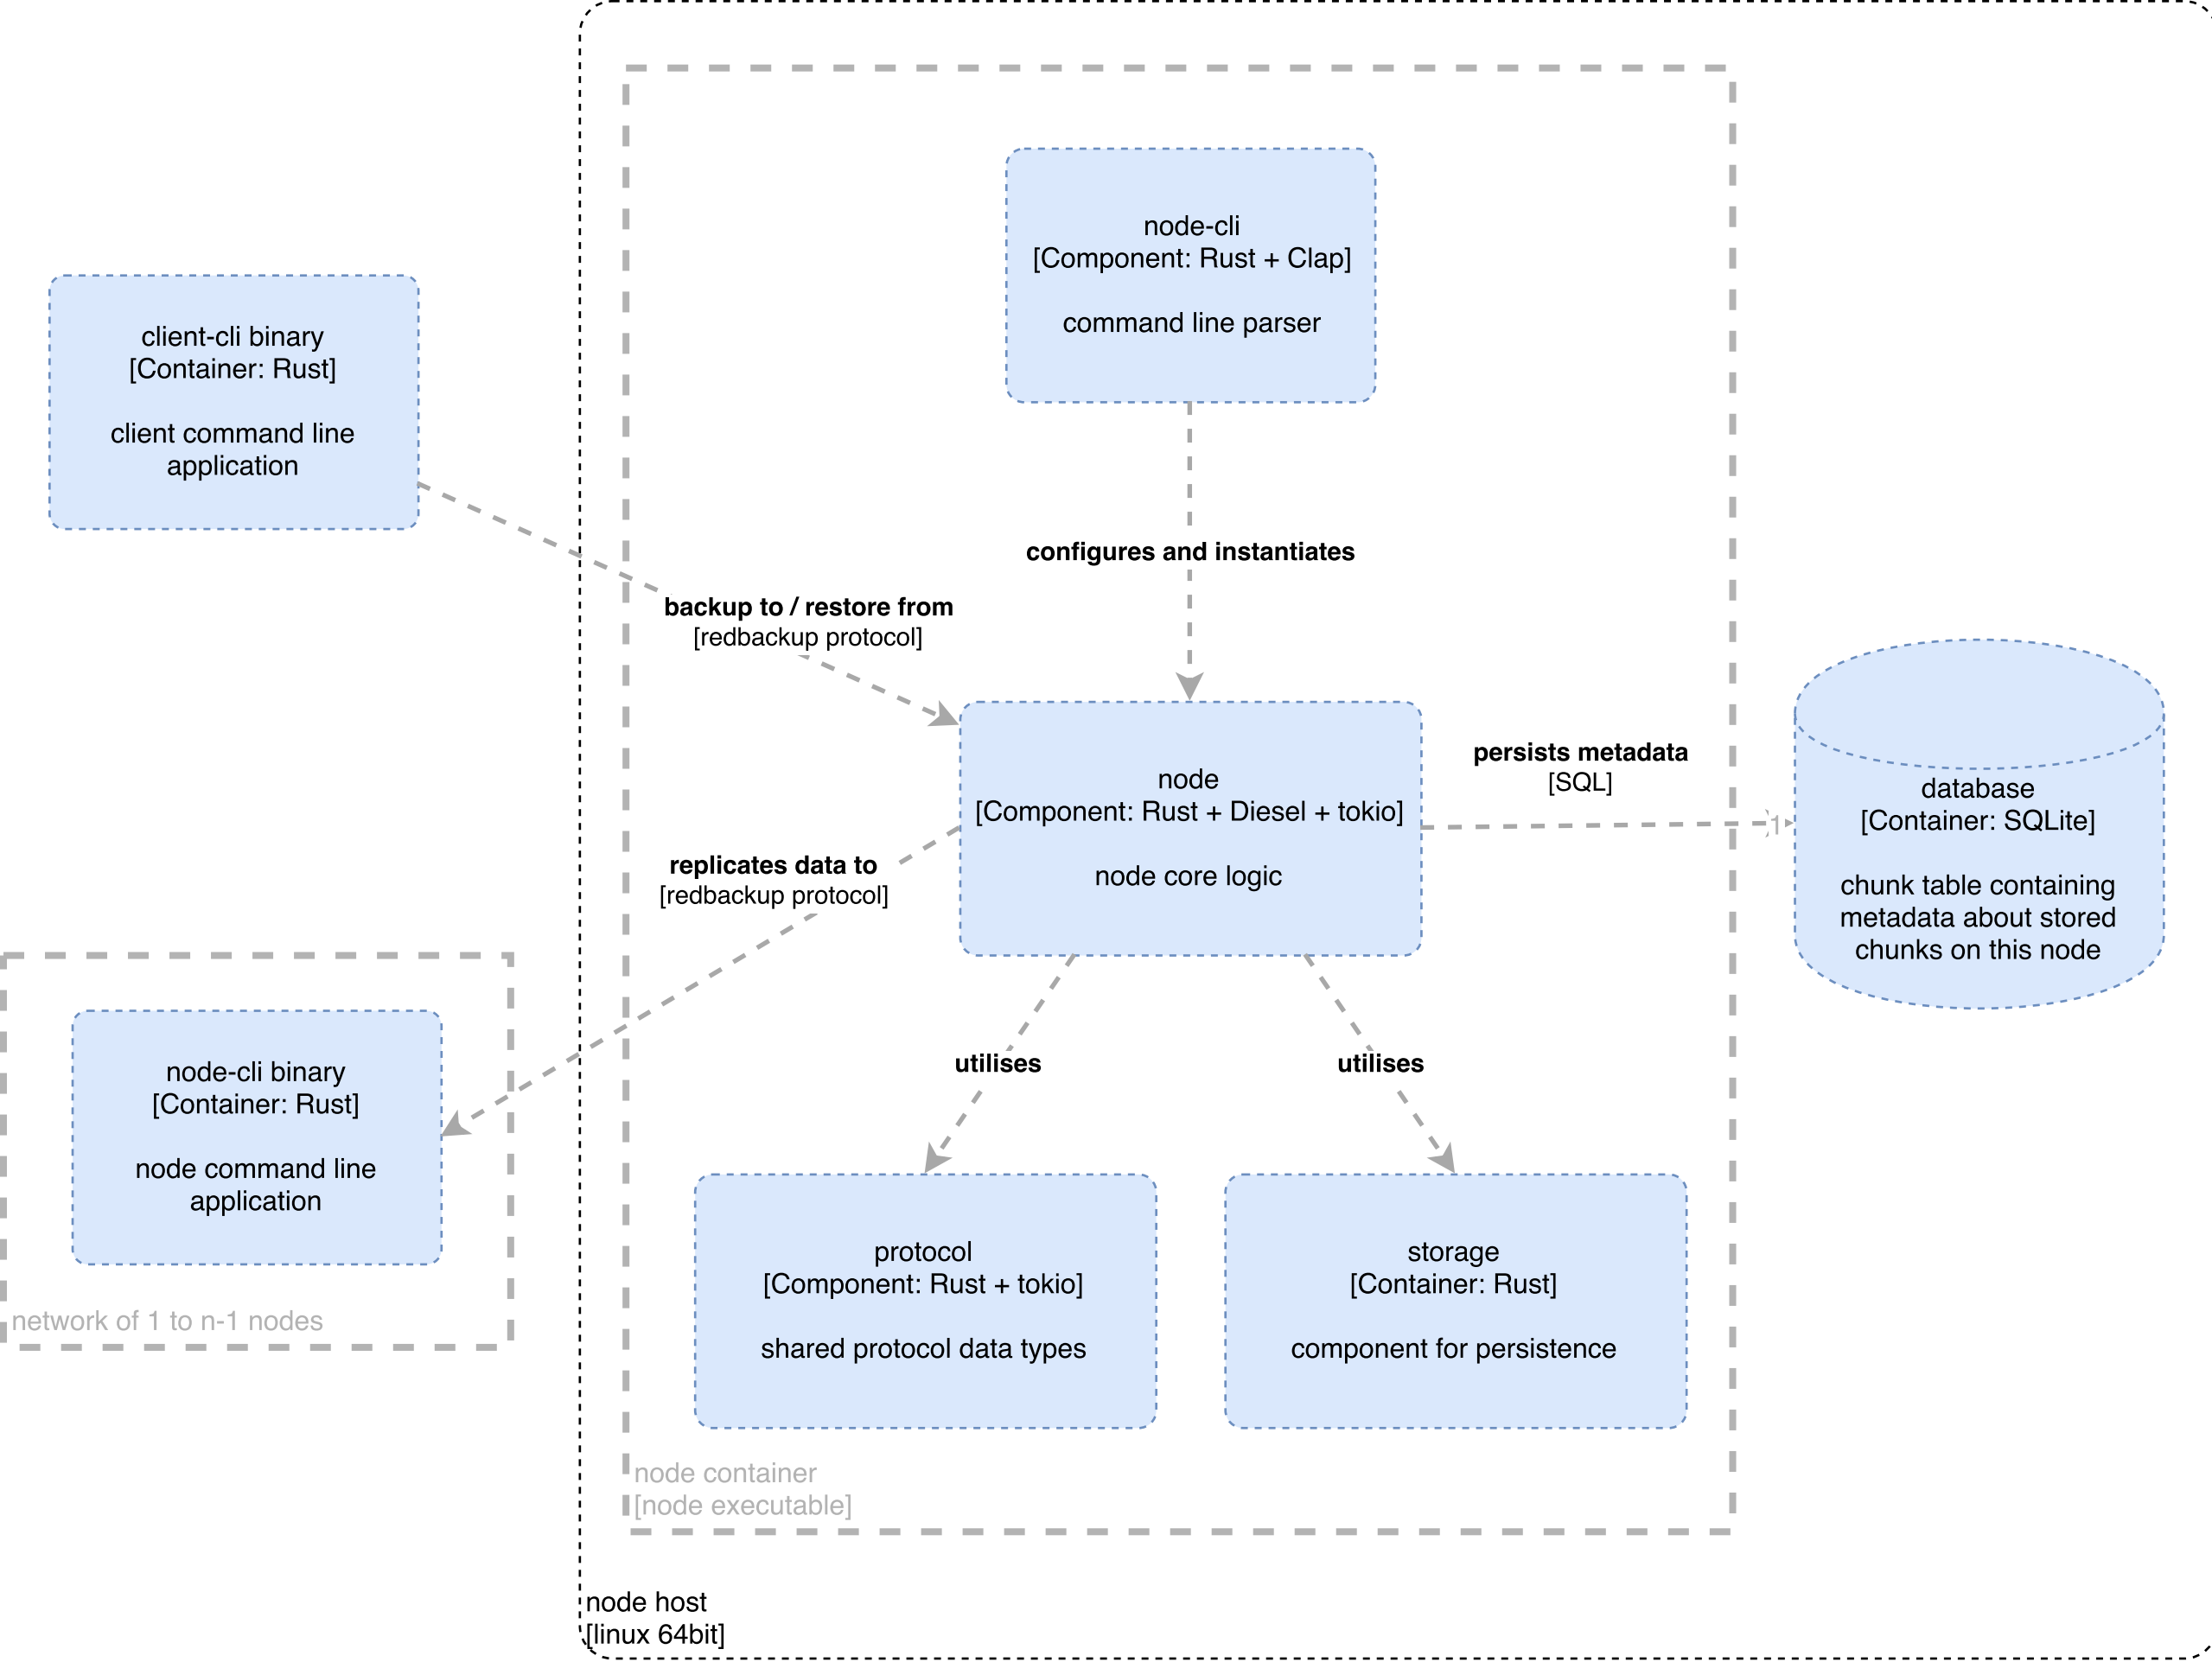 node-cli
[Component: Rust + Clap]
command line parser
client-cli binary
[Container: Rust]
client command line
application
configures and instantiates
backup to / restore from
[redbackup protocol]
node
[Component: Rust + Diesel + tokio]
node core logic
persists metadata
[SQL]
1
database
[Container: SQLite]
chunk table containing
metadata about stored
chunks on this node
replicates data to
[redbackup protocol]
node-cli binary
[Container: Rust]
node command line
application
network of 1 to n-1 nodes
utilises
utilises
protocol
[Component: Rust + tokio]
shared protocol data types
storage
[Container: Rust]
component for persistence
node container
[node executable]
node host
[linux 64bit]